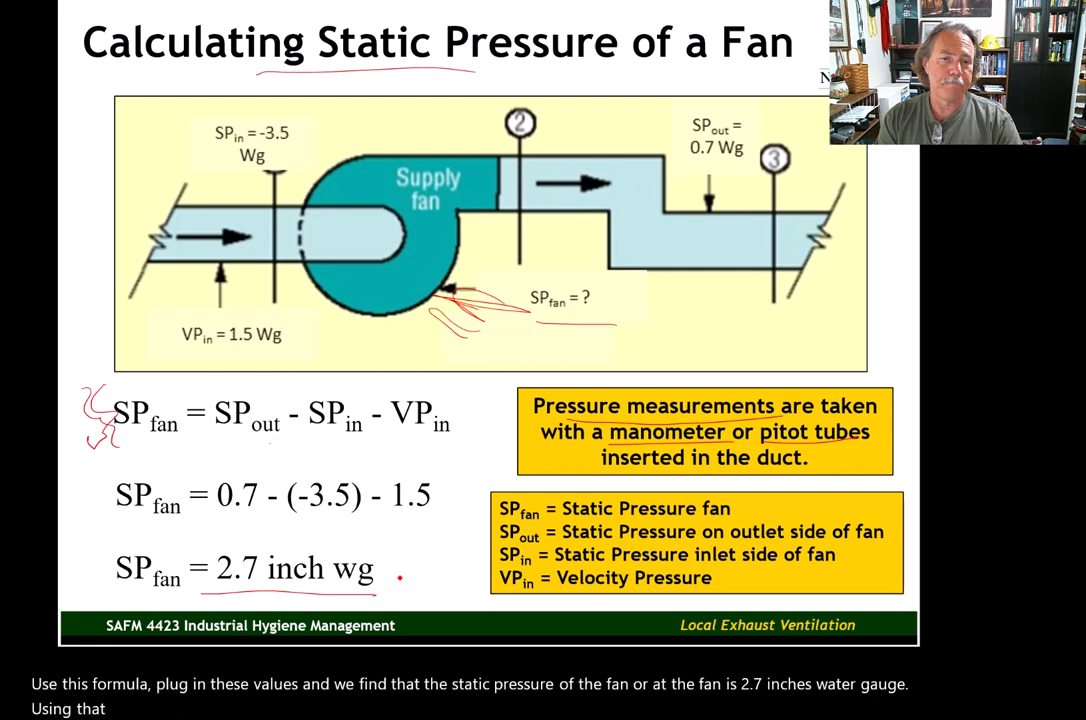 Calculating Static Pressure of a Fan
N
SPin = -3.5
Wg
2
SPout =
0.7 Wg
3
Supply
fan
SPfan = ?
VPin = 1.5 Wg
SPfan = SPout - SPin - VPin
SPfan = 0.7 - (-3.5) - 1.5
SPfan = 2.7 inch wg
Pressure measurements are taken
with a manometer or pitot tubes
inserted in the duct.
SPfan = Static Pressure fan
SPout = Static Pressure on outlet side of fan
SPin = Static Pressure inlet side of fan
VPin = Velocity Pressure
SAFM 4423 Industrial Hygiene Management
Local Exhaust Ventilation
Use this formula, plug in these values and we find that the static pressure of the fan or at the fan is 2.7 inches water gauge.
Using that